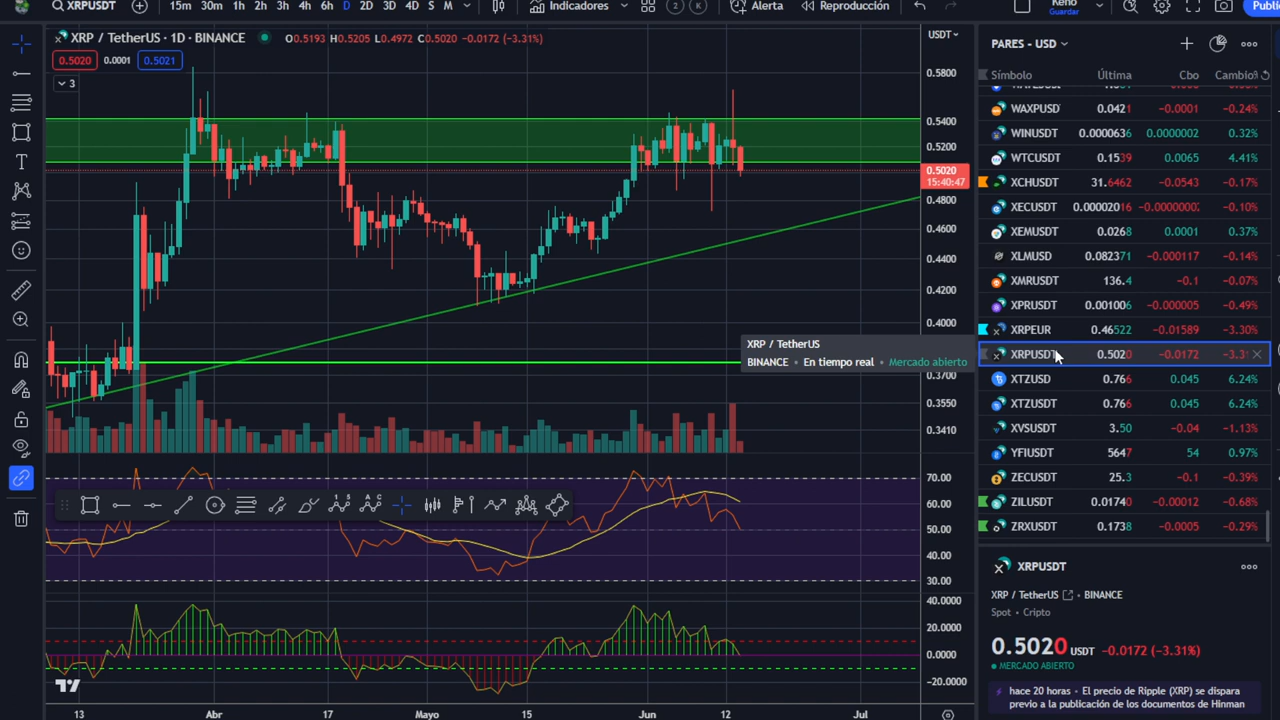 XRPUSDT 15m 30m 1h 2h 3h 4h 6h D 2D 3D 4D S M Indicadores 2 K Alerta Reproducción Keno Guardar
XRP / TetherUS · 1D · BINANCE O0.5193 H0.5205 L0.4972 C0.5020 -0.0172 (-3.31%)
0.5020 0.0001 0.5021
3
USDT
0.5800
0.5400
0.5200
0.5020
15:40:47
0.4800
0.4600
0.4400
0.4200
0.4000
0.3700
0.3550
0.3410
70.00
60.00
50.00
40.00
30.00
40.0000
20.0000
0.0000
-20.0000
13 Abr 17 Mayo 15 Jun 12 Jul
XRP / TetherUS
BINANCE • En tiempo real • Mercado abierto
PARES - USD
Símbolo Última Cbo Cambio%
WAXPUSD 0.0421 -0.0001 -0.24%
WINUSDT 0.0000636 0.0000002 0.32%
WTCUSDT 0.1539 0.0065 4.41%
XCHUSDT 31.6462 -0.0543 -0.17%
XECUSDT 0.00002016 -0.0000000 -0.10%
XEMUSDT 0.0268 0.0001 0.37%
XLMUSD 0.082371 -0.000117 -0.14%
XMRUSDT 136.4 -0.1 -0.07%
XPRUSDT 0.001006 -0.000005 -0.49%
XRPEUR 0.46522 -0.01589 -3.30%
XRPUSDT 0.5020 -0.0172 -3.3
XTZUSD 0.766 0.045 6.24%
XTZUSDT 0.766 0.045 6.24%
XVSUSDT 3.50 -0.04 -1.13%
YFIUSDT 5647 54 0.97%
ZECUSDT 25.3 -0.1 -0.39%
ZILUSDT 0.01740 -0.00012 -0.68%
ZRXUSDT 0.1738 -0.0005 -0.29%
XRPUSDT
XRP / TetherUS • BINANCE
Spot • Cripto
0.5020 USDT -0.0172 (-3.31%)
MERCADO ABIERTO
hace 20 horas • El precio de Ripple (XRP) se dispara
previo a la publicación de los documentos de Hinman